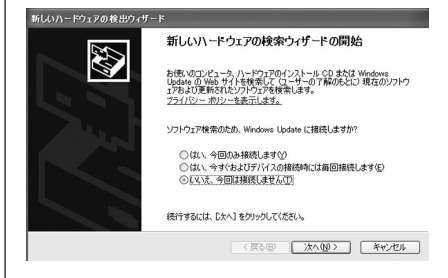 新しいハードウェアの検出ウィザード
新しいハードウェアの検索ウィザードの開始
お使いのコンピュータ、ハードウェアのインストール CD または Windows
Update の Web サイトを検索して (ユーザーの了解のもとに) 現在のソフトウ
ェアおよび更新されたソフトウェアを検索します。
プライバシー ポリシーを表示します。
ソフトウェア検索のため、Windows Update に接続しますか?
はい、今回のみ接続します(Y)
はい、今すぐおよびデバイスの接続時には毎回接続します(E)
いいえ、今回は接続しません(T)
続行するには、[次へ] をクリックしてください。
< 戻る(B) 次へ(N) > キャンセル